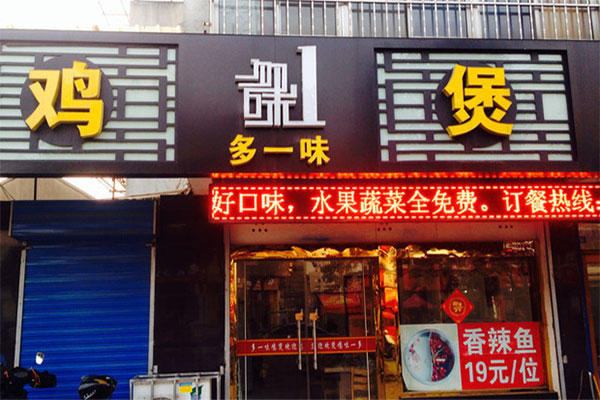 鸡 煲
多一味
好口味，水果蔬菜全免费。订餐热线:
香辣鱼
19元/位